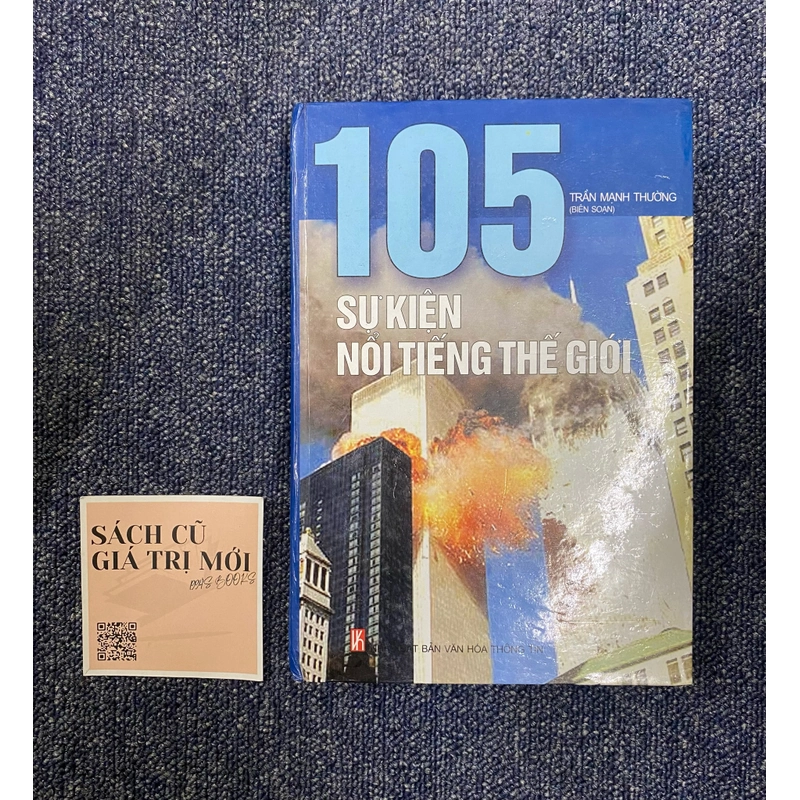 105
TRẦN MẠNH THƯỜNG
(BIÊN SOẠN)
SỰ KIỆN
NỔI TIẾNG THẾ GIỚI
BẢN VĂN HÓA THÔNG TIN
SÁCH CŨ
GIÁ TRỊ MỚI
BOOKS